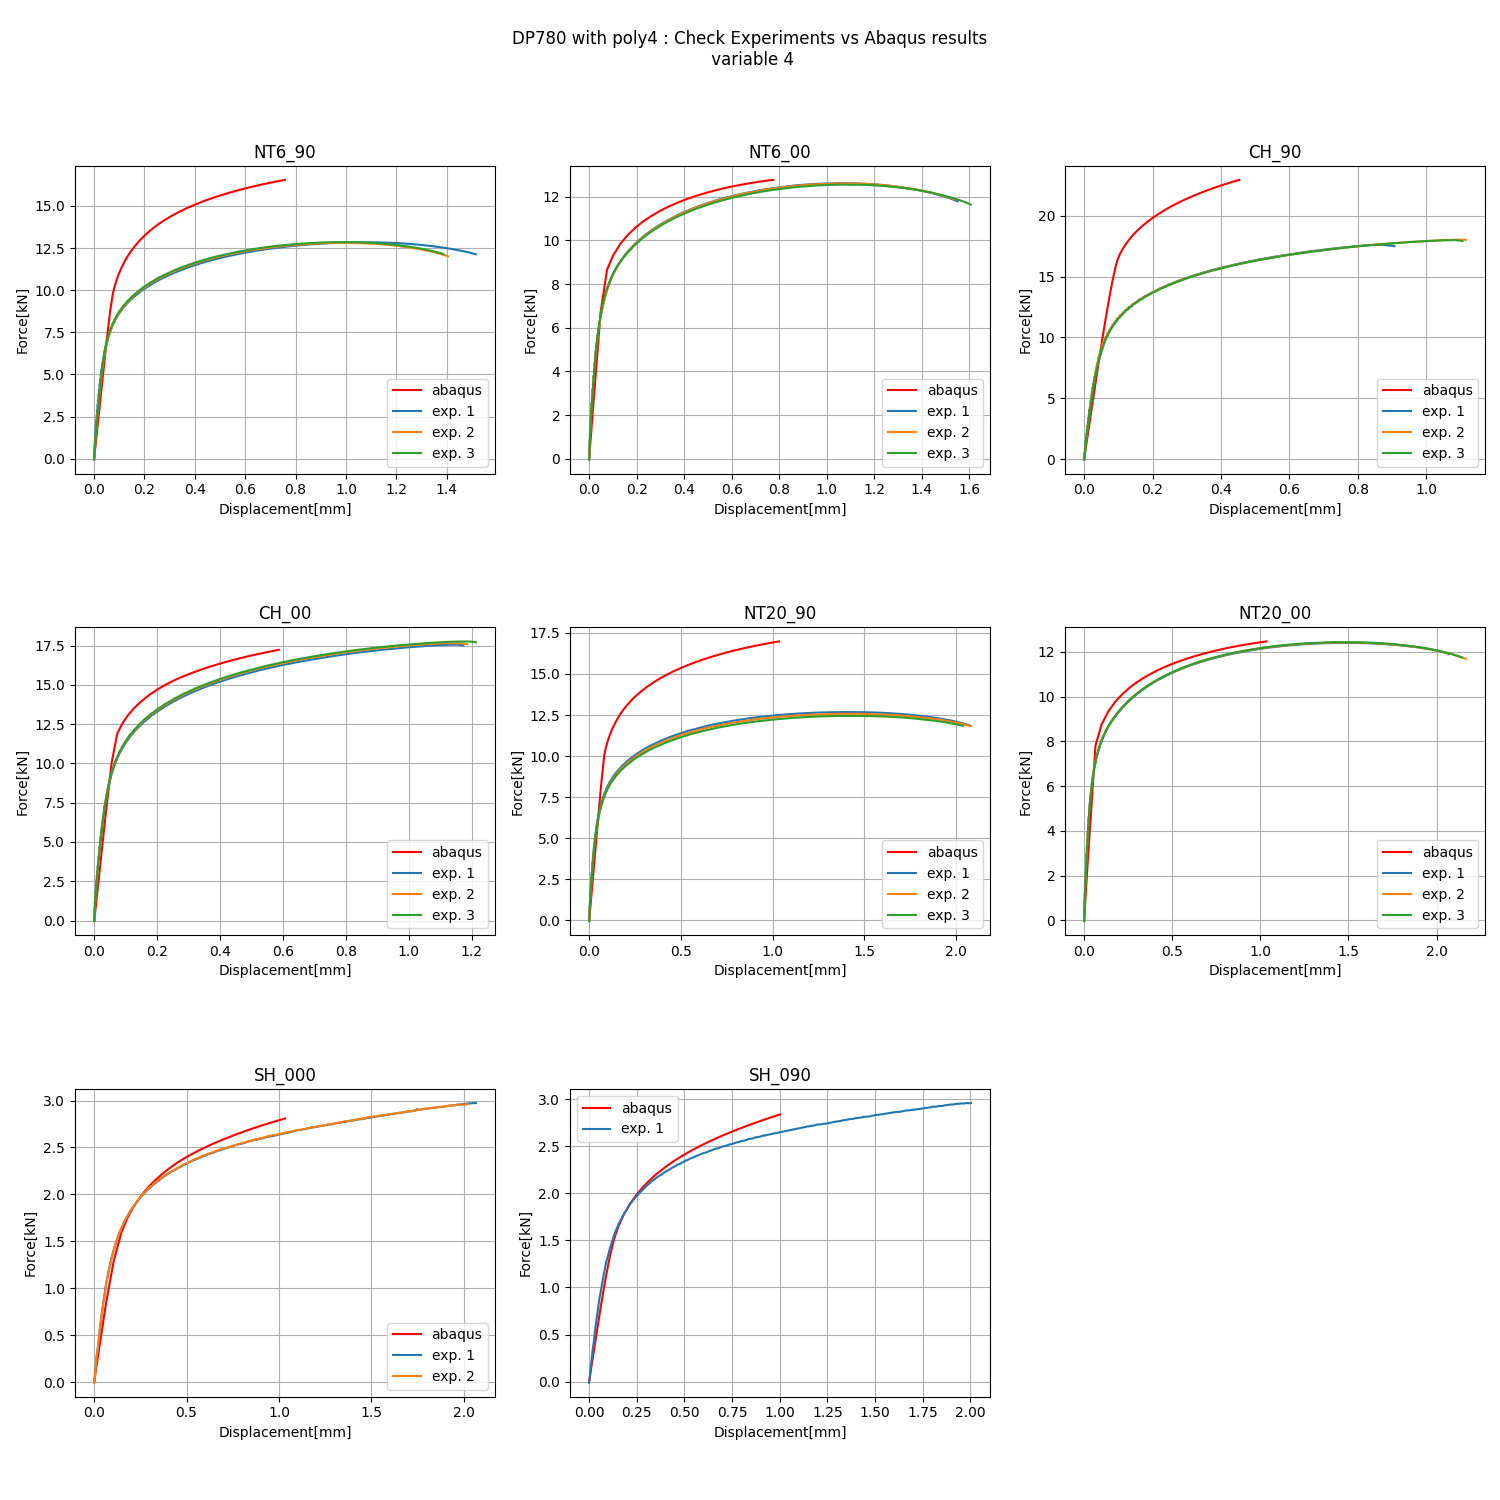 DP780 with poly4 : Check Experiments vs Abaqus results
variable 4
NT6_90
Force[kN]
15.0
12.5
10.0
7.5
5.0
2.5
0.0
abaqus
exp. 1
exp. 2
exp. 3
0.0 0.2 0.4 0.6 0.8 1.0 1.2 1.4
Displacement[mm]
NT6_00
Force[kN]
12
10
8
6
4
2
0
abaqus
exp. 1
exp. 2
exp. 3
0.0 0.2 0.4 0.6 0.8 1.0 1.2 1.4 1.6
Displacement[mm]
CH_90
Force[kN]
20
15
10
5
0
abaqus
exp. 1
exp. 2
exp. 3
0.0 0.2 0.4 0.6 0.8 1.0
Displacement[mm]
CH_00
Force[kN]
17.5
15.0
12.5
10.0
7.5
5.0
2.5
0.0
abaqus
exp. 1
exp. 2
exp. 3
0.0 0.2 0.4 0.6 0.8 1.0 1.2
Displacement[mm]
NT20_90
Force[kN]
17.5
15.0
12.5
10.0
7.5
5.0
2.5
0.0
abaqus
exp. 1
exp. 2
exp. 3
0.0 0.5 1.0 1.5 2.0
Displacement[mm]
NT20_00
Force[kN]
12
10
8
6
4
2
0
abaqus
exp. 1
exp. 2
exp. 3
0.0 0.5 1.0 1.5 2.0
Displacement[mm]
SH_000
Force[kN]
3.0
2.5
2.0
1.5
1.0
0.5
0.0
abaqus
exp. 1
exp. 2
0.0 0.5 1.0 1.5 2.0
Displacement[mm]
SH_090
Force[kN]
3.0
2.5
2.0
1.5
1.0
0.5
0.0
abaqus
exp. 1
0.00 0.25 0.50 0.75 1.00 1.25 1.50 1.75 2.00
Displacement[mm]